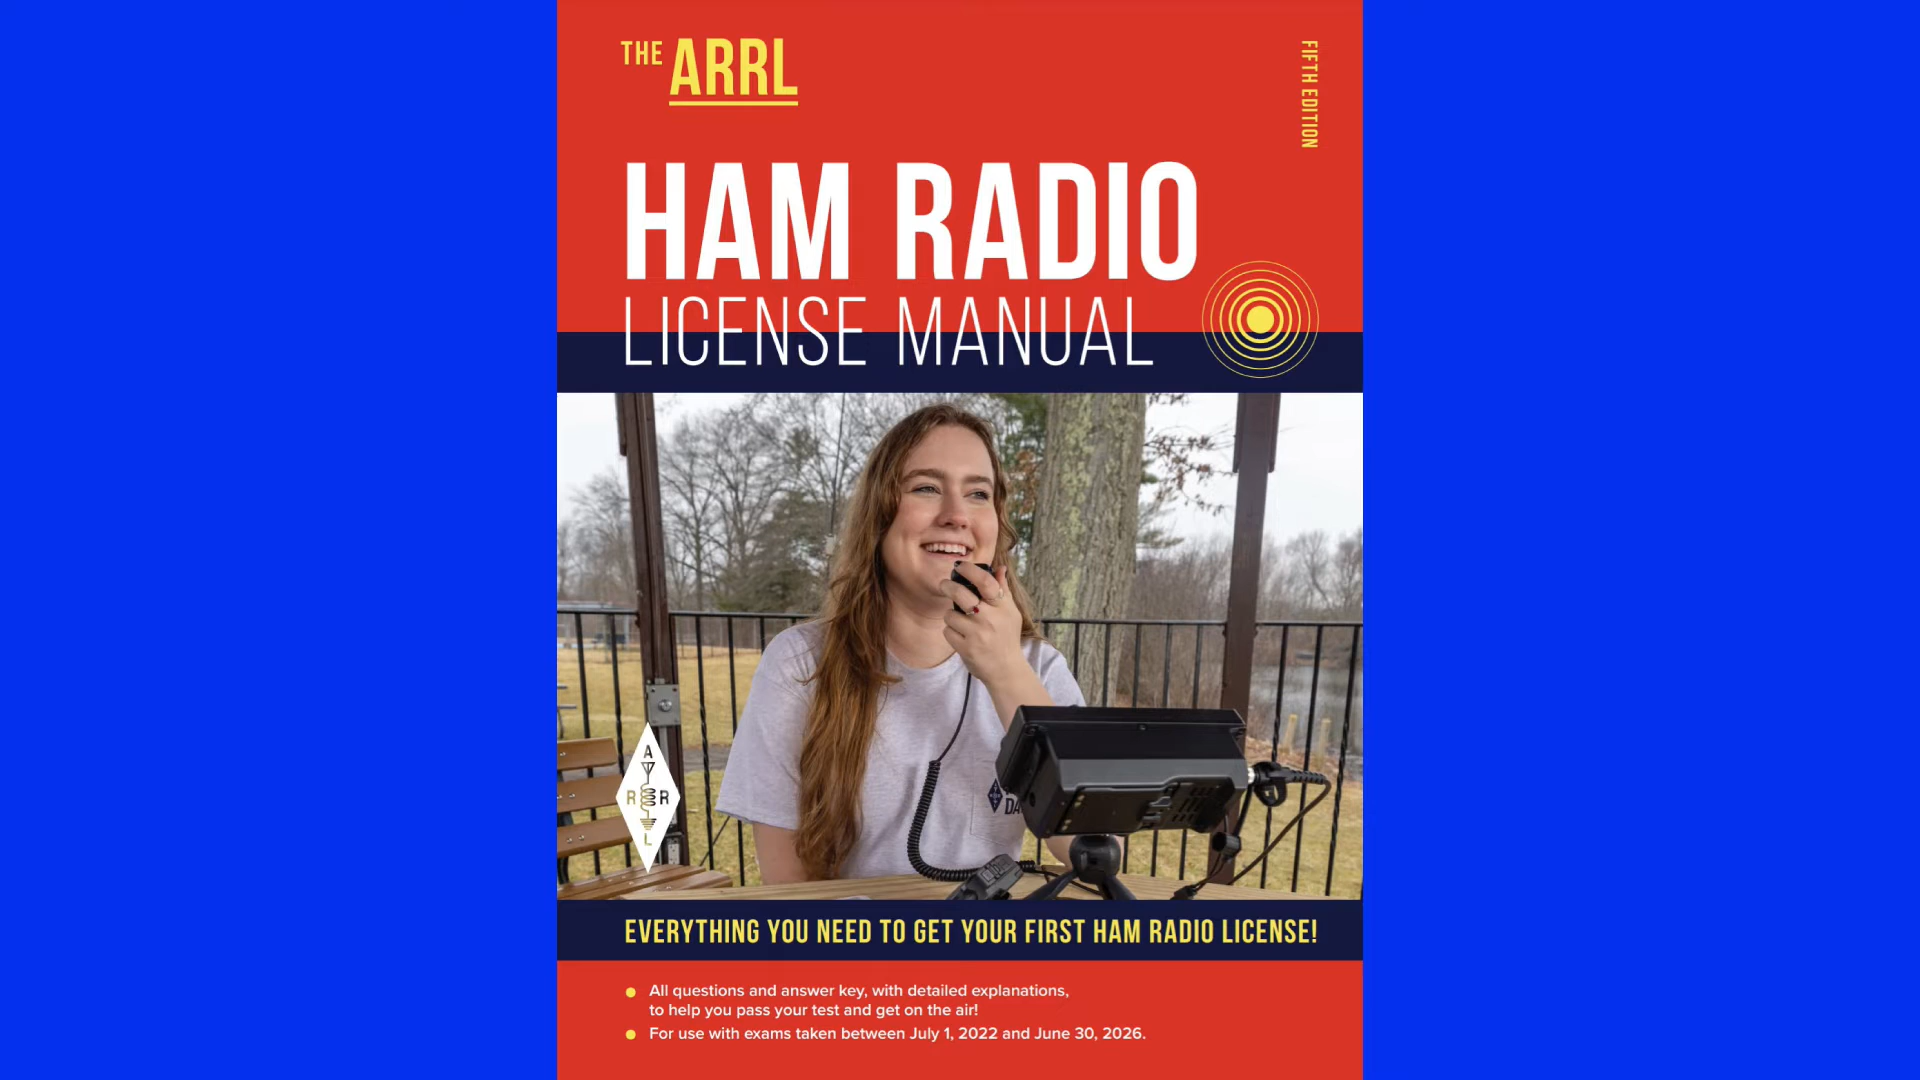 THE ARRL
FIFTH EDITION
HAM RADIO
LICENSE MANUAL
A
R R
L
DA
EVERYTHING YOU NEED TO GET YOUR FIRST HAM RADIO LICENSE!
All questions and answer key, with detailed explanations,
to help you pass your test and get on the air!
For use with exams taken between July 1, 2022 and June 30, 2026.